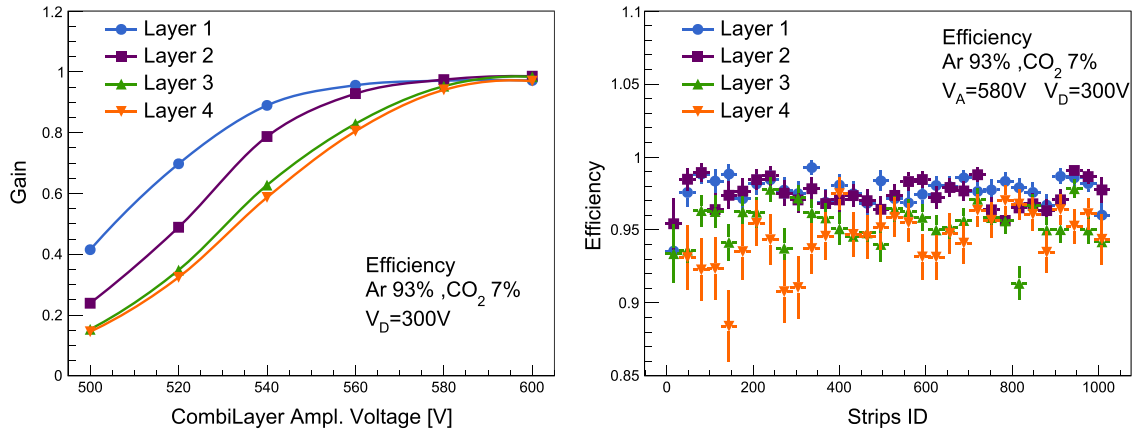 1.2
1
0.8
0.6
0.4
0.2
0
Gain
Layer 1
Layer 2
Layer 3
Layer 4
Efficiency
Ar 93% ,CO2 7%
VD=300V
500 520 540 560 580 600
CombiLayer Ampl. Voltage [V]
1.1
1.05
1
0.95
0.9
0.85
Efficiency
Layer 1
Layer 2
Layer 3
Layer 4
Efficiency
Ar 93% ,CO2 7%
VA=580V VD=300V
0 200 400 600 800 1000
Strips ID